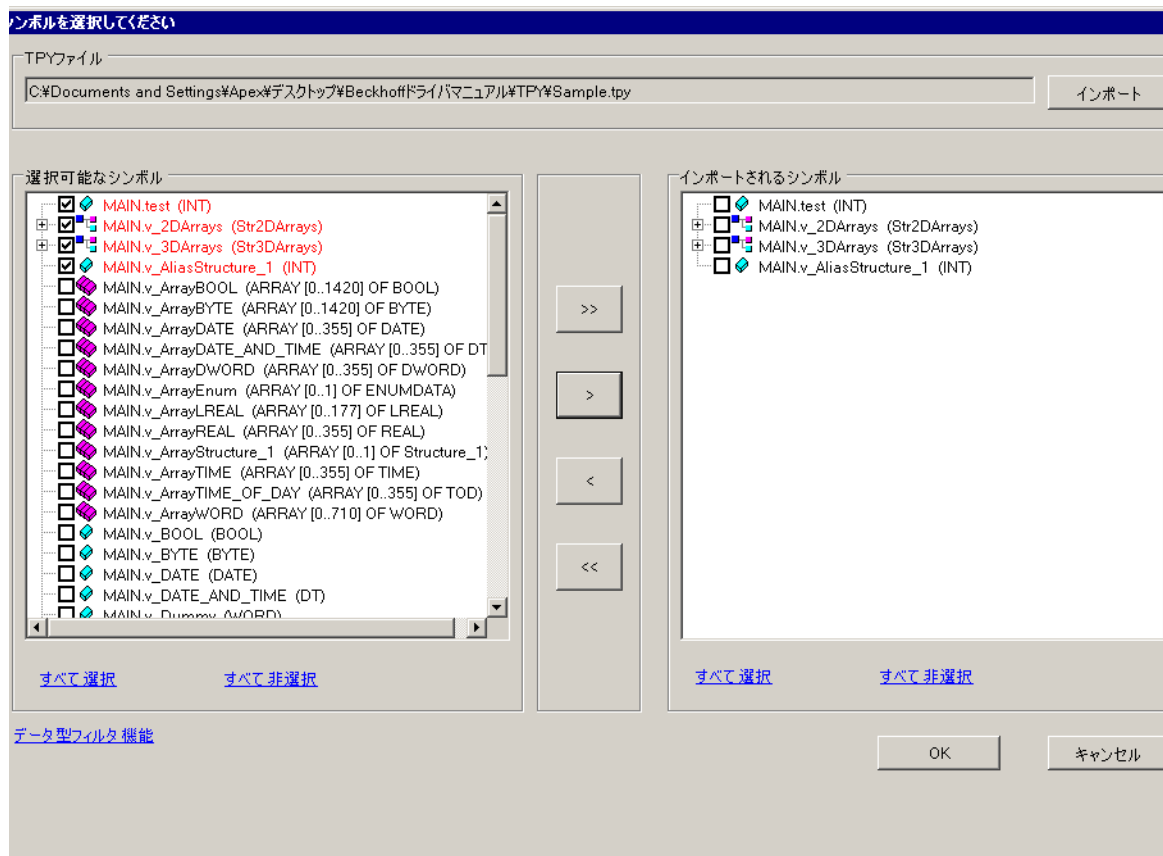 ンボルを選択してください
TPYファイル
C:¥Documents and Settings¥Apex¥デスクトップ¥Beckhoffドライバマニュアル¥TPY¥Sample.tpy
インポート
選択可能なシンボル
MAIN.test (INT)
MAIN.v_2DArrays (Str2DArrays)
MAIN.v_3DArrays (Str3DArrays)
MAIN.v_AliasStructure_1 (INT)
MAIN.v_ArrayBOOL (ARRAY [0..1420] OF BOOL)
MAIN.v_ArrayBYTE (ARRAY [0..1420] OF BYTE)
MAIN.v_ArrayDATE (ARRAY [0..355] OF DATE)
MAIN.v_ArrayDATE_AND_TIME (ARRAY [0..355] OF DT
MAIN.v_ArrayDWORD (ARRAY [0..355] OF DWORD)
MAIN.v_ArrayEnum (ARRAY [0..1] OF ENUMDATA)
MAIN.v_ArrayLREAL (ARRAY [0..177] OF LREAL)
MAIN.v_ArrayREAL (ARRAY [0..355] OF REAL)
MAIN.v_ArrayStructure_1 (ARRAY [0..1] OF Structure_1)
MAIN.v_ArrayTIME (ARRAY [0..355] OF TIME)
MAIN.v_ArrayTIME_OF_DAY (ARRAY [0..355] OF TOD)
MAIN.v_ArrayWORD (ARRAY [0..710] OF WORD)
MAIN.v_BOOL (BOOL)
MAIN.v_BYTE (BYTE)
MAIN.v_DATE (DATE)
MAIN.v_DATE_AND_TIME (DT)
MAIN.v_Dummy (WORD)
すべて選択 すべて非選択
>>
>
<
<<
インポートされるシンボル
MAIN.test (INT)
MAIN.v_2DArrays (Str2DArrays)
MAIN.v_3DArrays (Str3DArrays)
MAIN.v_AliasStructure_1 (INT)
すべて選択 すべて非選択
データ型フィルタ機能
OK
キャンセル